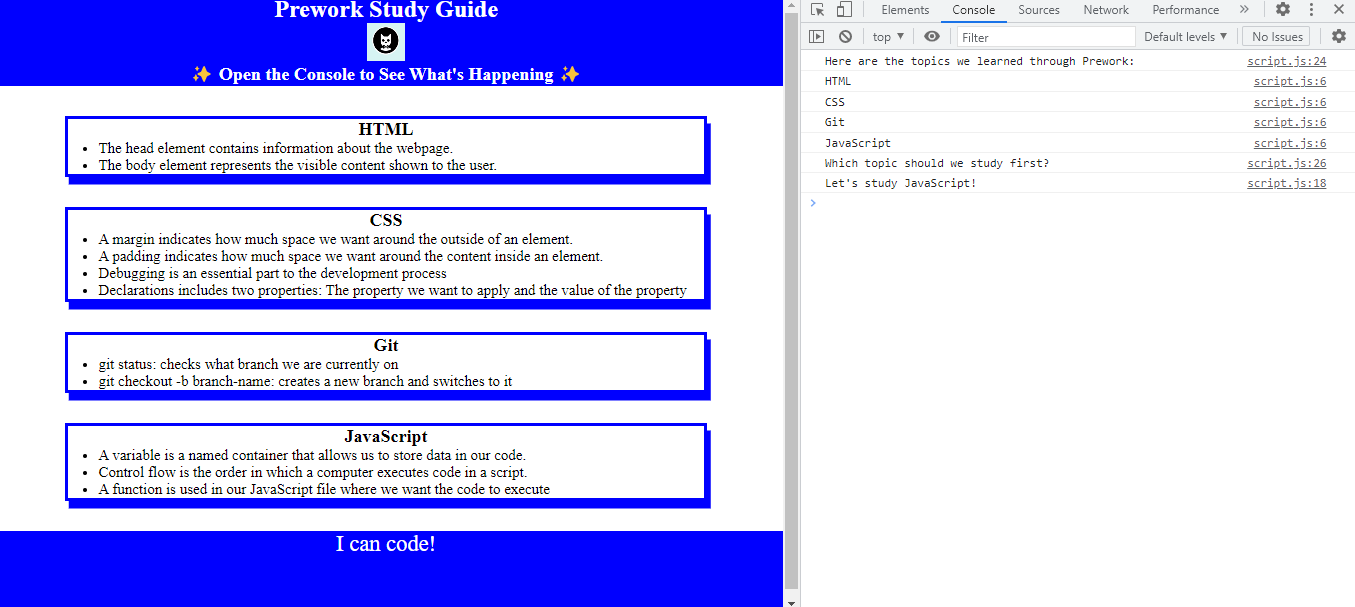 Prework Study Guide
✨ Open the Console to See What's Happening ✨
HTML
• The head element contains information about the webpage.
• The body element represents the visible content shown to the user.
CSS
• A margin indicates how much space we want around the outside of an element.
• A padding indicates how much space we want around the content inside an element.
• Debugging is an essential part to the development process
• Declarations includes two properties: The property we want to apply and the value of the property
Git
• git status: checks what branch we are currently on
• git checkout -b branch-name: creates a new branch and switches to it
JavaScript
• A variable is a named container that allows us to store data in our code.
• Control flow is the order in which a computer executes code in a script.
• A function is used in our JavaScript file where we want the code to execute
I can code!
Elements Console Sources Network Performance »
top ▼ Filter Default levels ▼ No Issues
Here are the topics we learned through Prework: script.js:24
HTML script.js:6
CSS script.js:6
Git script.js:6
JavaScript script.js:6
Which topic should we study first? script.js:26
Let's study JavaScript! script.js:18